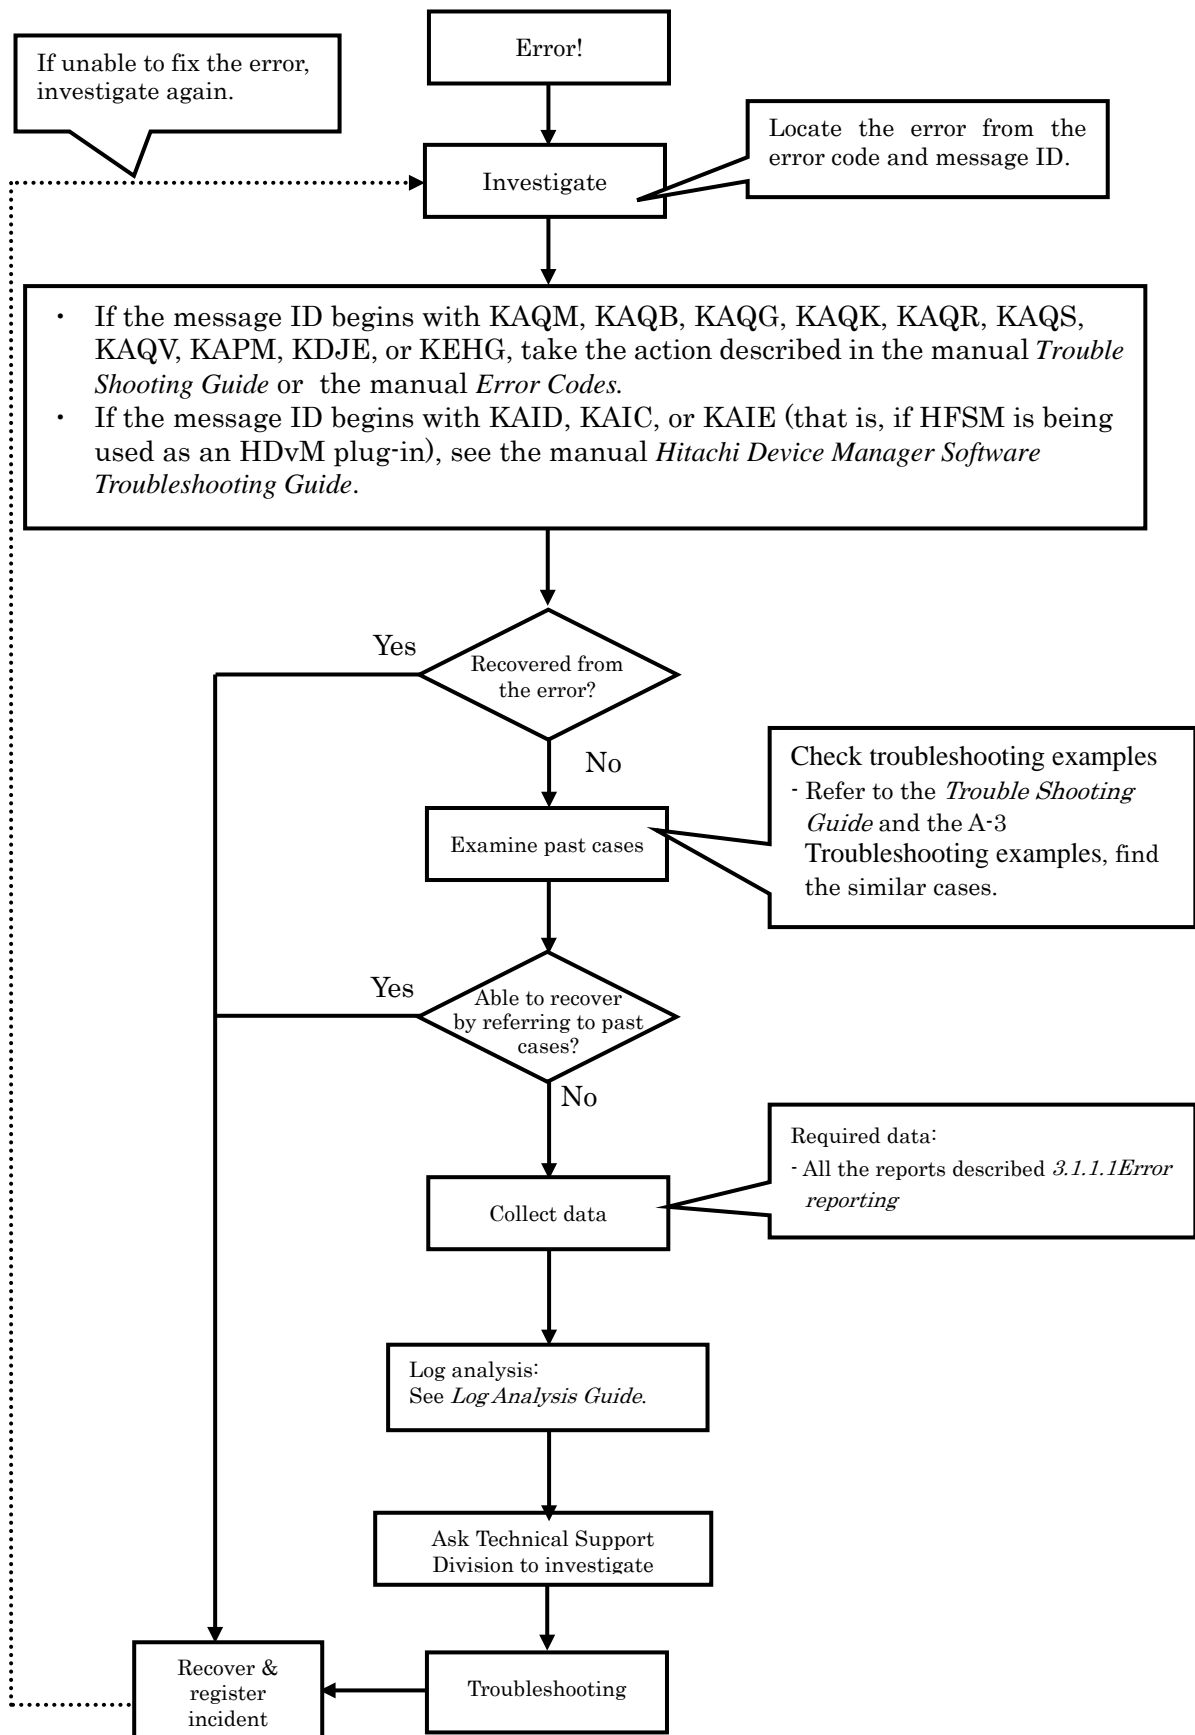 Error!
If unable to fix the error,
investigate again.
Locate the error from the
error code and message ID.
Investigate
・ If the message ID begins with KAQM, KAQB, KAQG, KAQK, KAQR, KAQS,
KAQV, KAPM, KDJE, or KEHG, take the action described in the manual Trouble
Shooting Guide or the manual Error Codes.
・ If the message ID begins with KAID, KAIC, or KAIE (that is, if HFSM is being
used as an HDvM plug-in), see the manual Hitachi Device Manager Software
Troubleshooting Guide.
Yes
Recovered from
the error?
No
Check troubleshooting examples
- Refer to the Trouble Shooting
Guide and the A-3
Troubleshooting examples, find
the similar cases.
Examine past cases
Yes
Able to recover
by referring to past
cases?
No
Required data:
- All the reports described 3.1.1.1Error
reporting
Collect data
Log analysis:
See Log Analysis Guide.
Ask Technical Support
Division to investigate
Recover &
register
incident
Troubleshooting